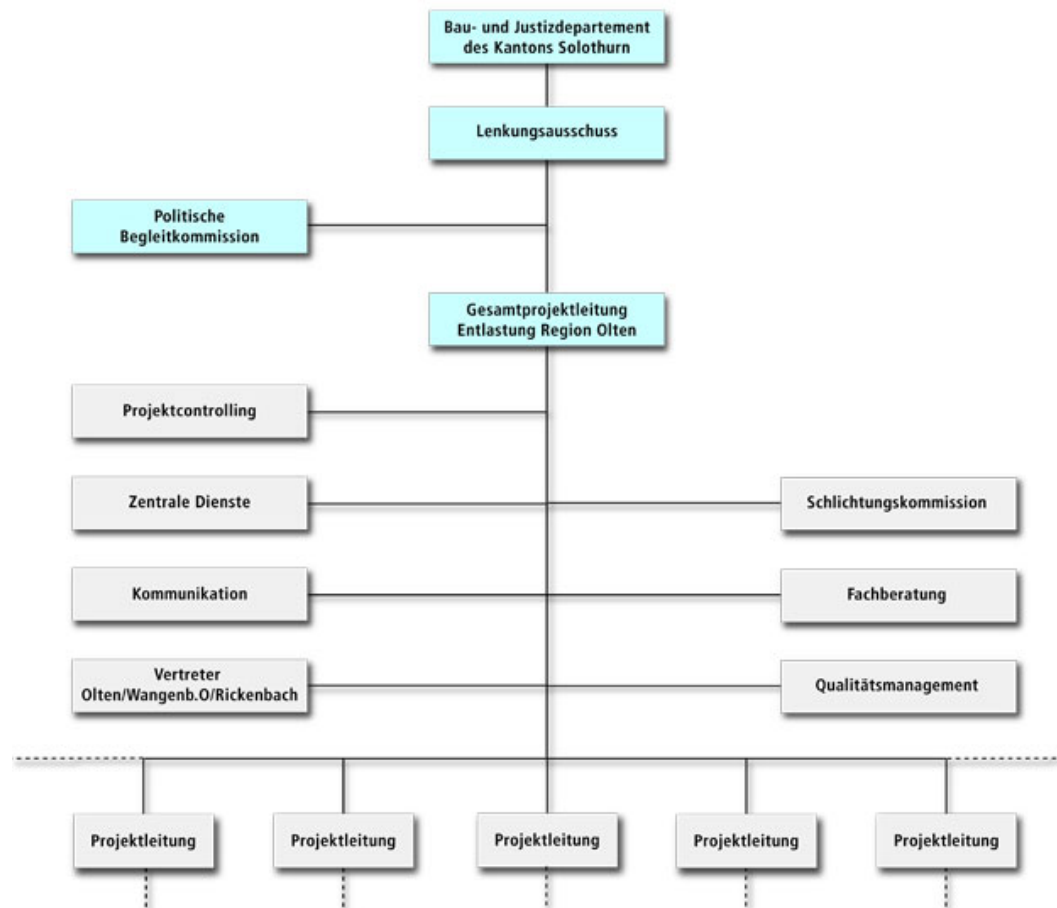 Bau- und Justizdepartement
des Kantons Solothurn
Lenkungsausschuss
Politische
Begleitkommission
Gesamtprojektleitung
Entlastung Region Olten
Projektcontrolling
Zentrale Dienste
Schlichtungskommission
Kommunikation
Fachberatung
Vertreter
Olten/Wangenb.O/Rickenbach
Qualitätsmanagement
Projektleitung
Projektleitung
Projektleitung
Projektleitung
Projektleitung